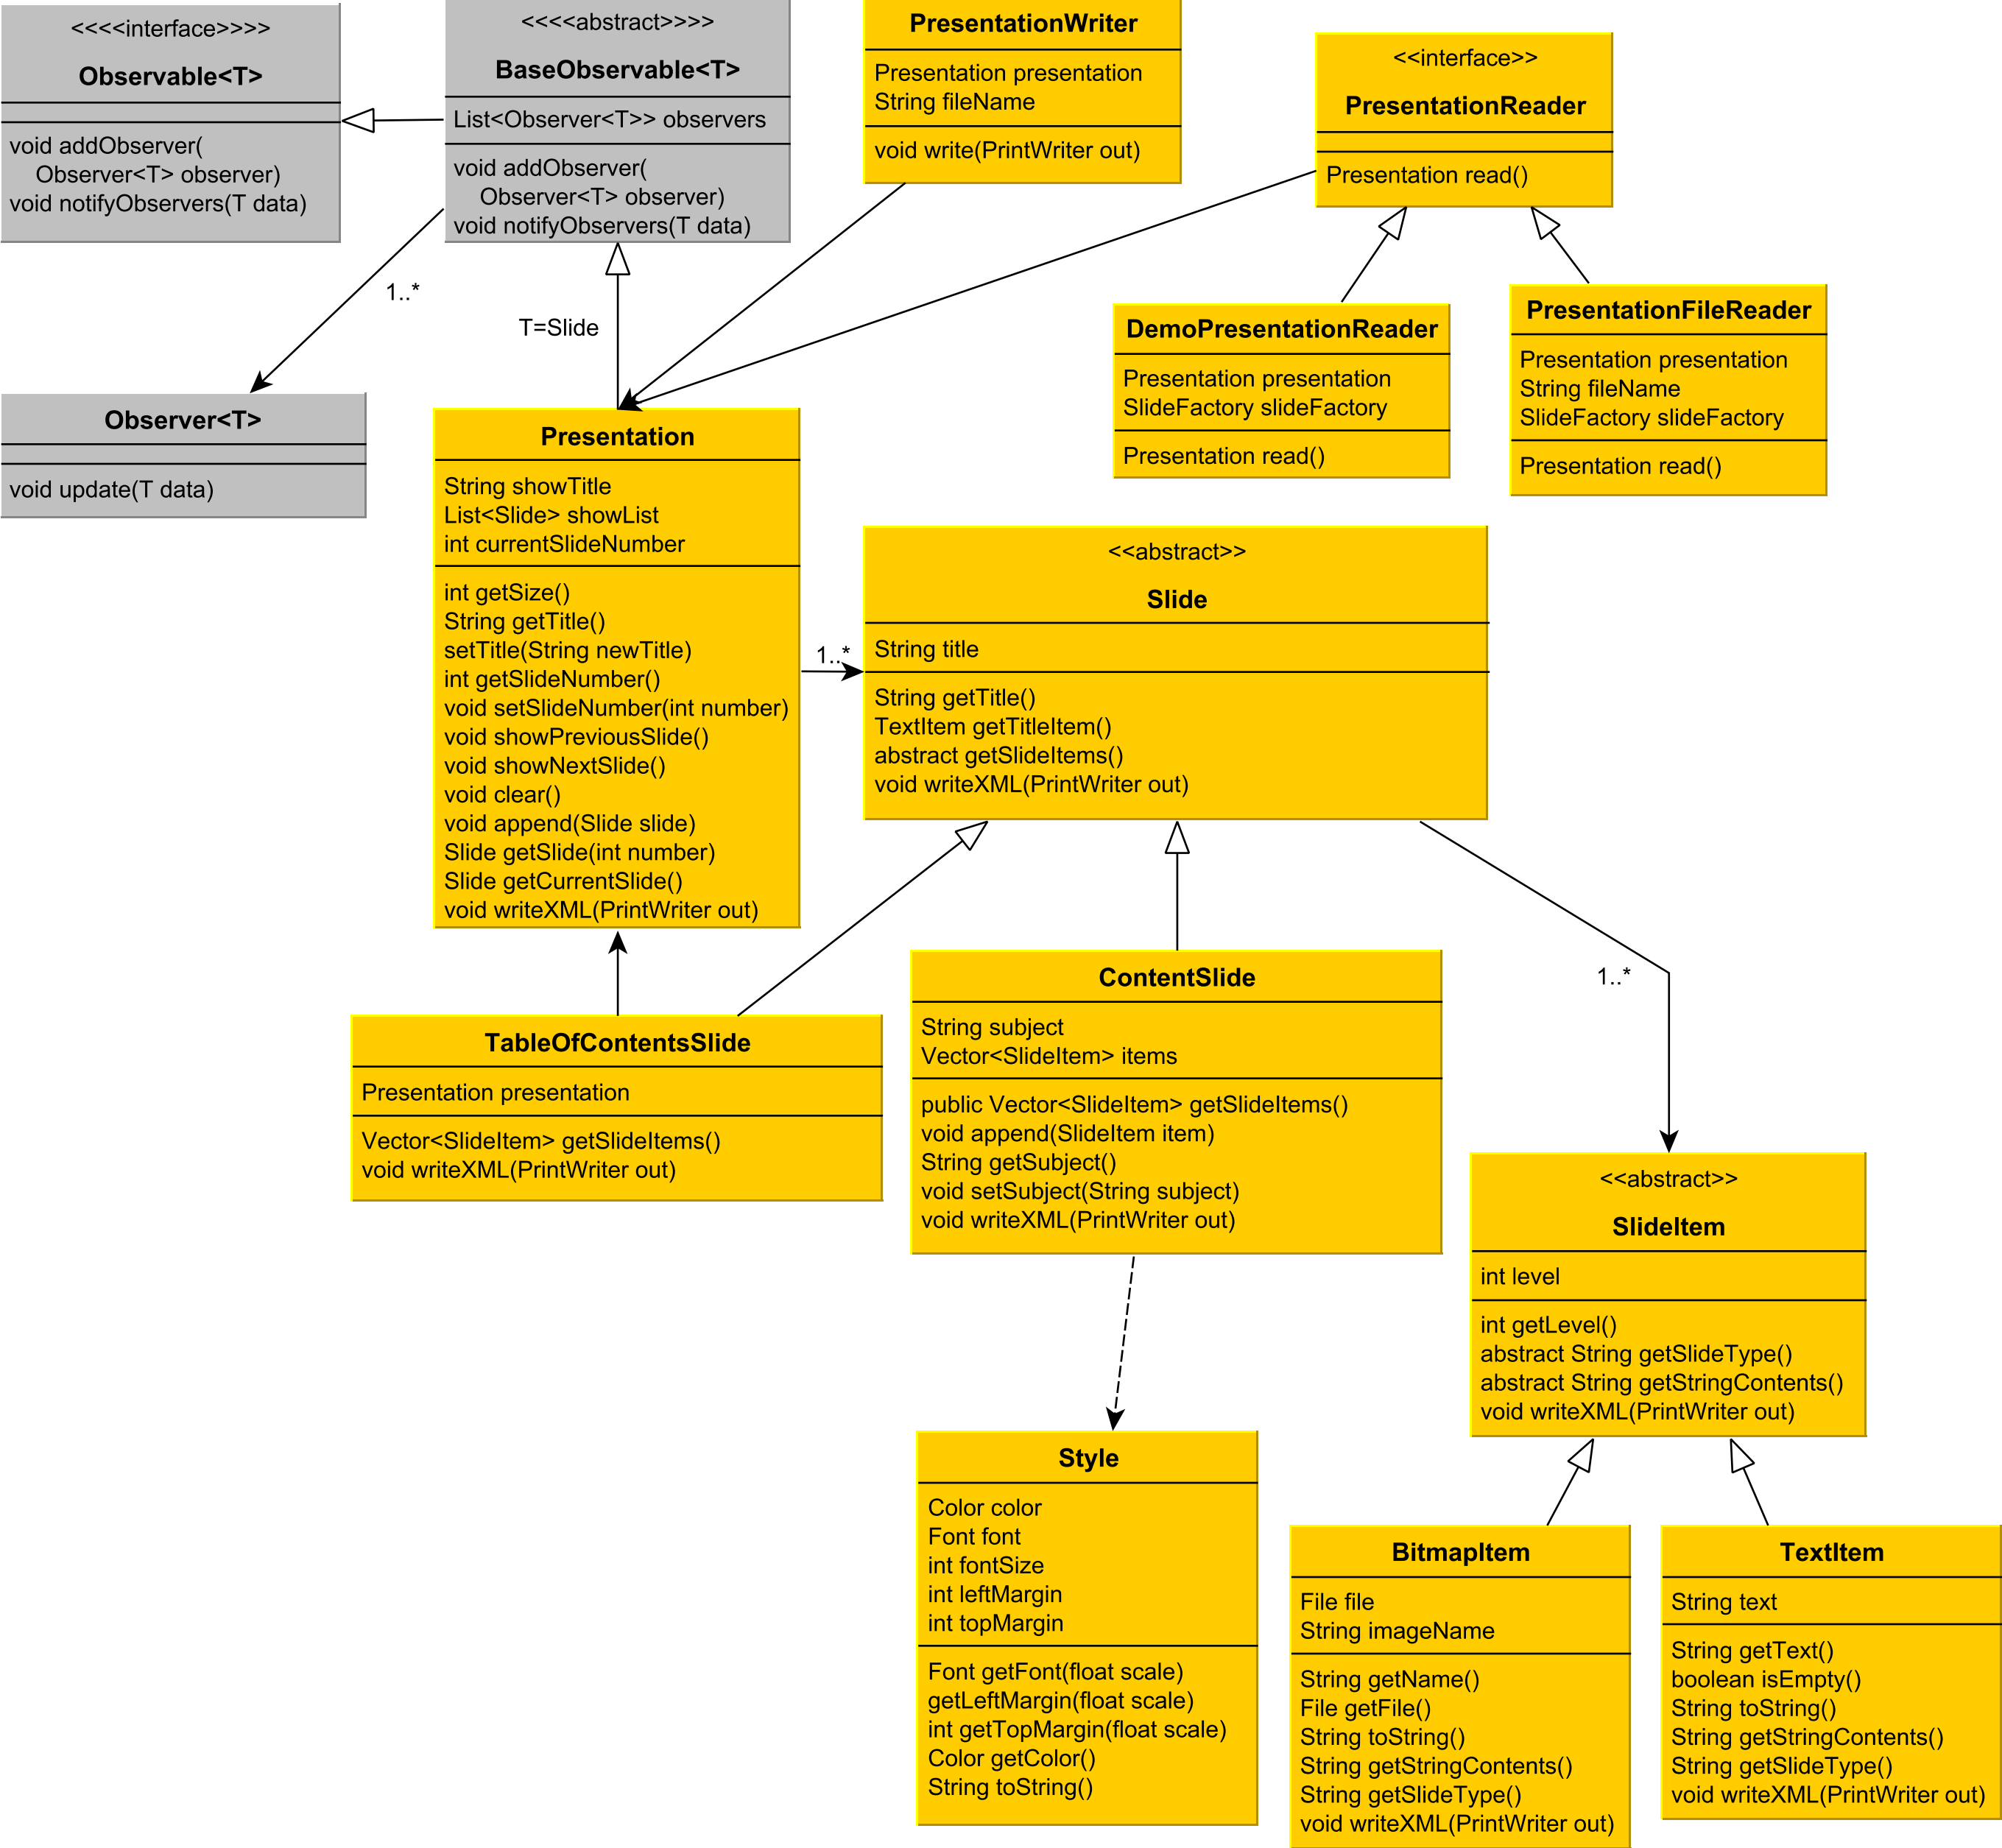 <<<<interface>>>>
Observable<T>
void addObserver(
Observer<T> observer)
void notifyObservers(T data)
<<<<abstract>>>>
BaseObservable<T>
List<Observer<T>> observers
void addObserver(
Observer<T> observer)
void notifyObservers(T data)
PresentationWriter
Presentation presentation
String fileName
void write(PrintWriter out)
<<interface>>
PresentationReader
Presentation read()
1..*
T=Slide
DemoPresentationReader
Presentation presentation
SlideFactory slideFactory
Presentation read()
PresentationFileReader
Presentation presentation
String fileName
SlideFactory slideFactory
Presentation read()
Observer<T>
void update(T data)
Presentation
String showTitle
List<Slide> showList
int currentSlideNumber
int getSize()
String getTitle()
setTitle(String newTitle)
int getSlideNumber()
void setSlideNumber(int number)
void showPreviousSlide()
void showNextSlide()
void clear()
void append(Slide slide)
Slide getSlide(int number)
Slide getCurrentSlide()
void writeXML(PrintWriter out)
1..*
<<abstract>>
Slide
String title
String getTitle()
TextItem getTitleItem()
abstract getSlideItems()
void writeXML(PrintWriter out)
1..*
TableOfContentsSlide
Presentation presentation
Vector<SlideItem> getSlideItems()
void writeXML(PrintWriter out)
ContentSlide
String subject
Vector<SlideItem> items
public Vector<SlideItem> getSlideItems()
void append(SlideItem item)
String getSubject()
void setSubject(String subject)
void writeXML(PrintWriter out)
<<abstract>>
SlideItem
int level
int getLevel()
abstract String getSlideType()
abstract String getStringContents()
void writeXML(PrintWriter out)
Style
Color color
Font font
int fontSize
int leftMargin
int topMargin
Font getFont(float scale)
getLeftMargin(float scale)
int getTopMargin(float scale)
Color getColor()
String toString()
BitmapItem
File file
String imageName
String getName()
File getFile()
String toString()
String getStringContents()
String getSlideType()
void writeXML(PrintWriter out)
TextItem
String text
String getText()
boolean isEmpty()
String toString()
String getStringContents()
String getSlideType()
void writeXML(PrintWriter out)